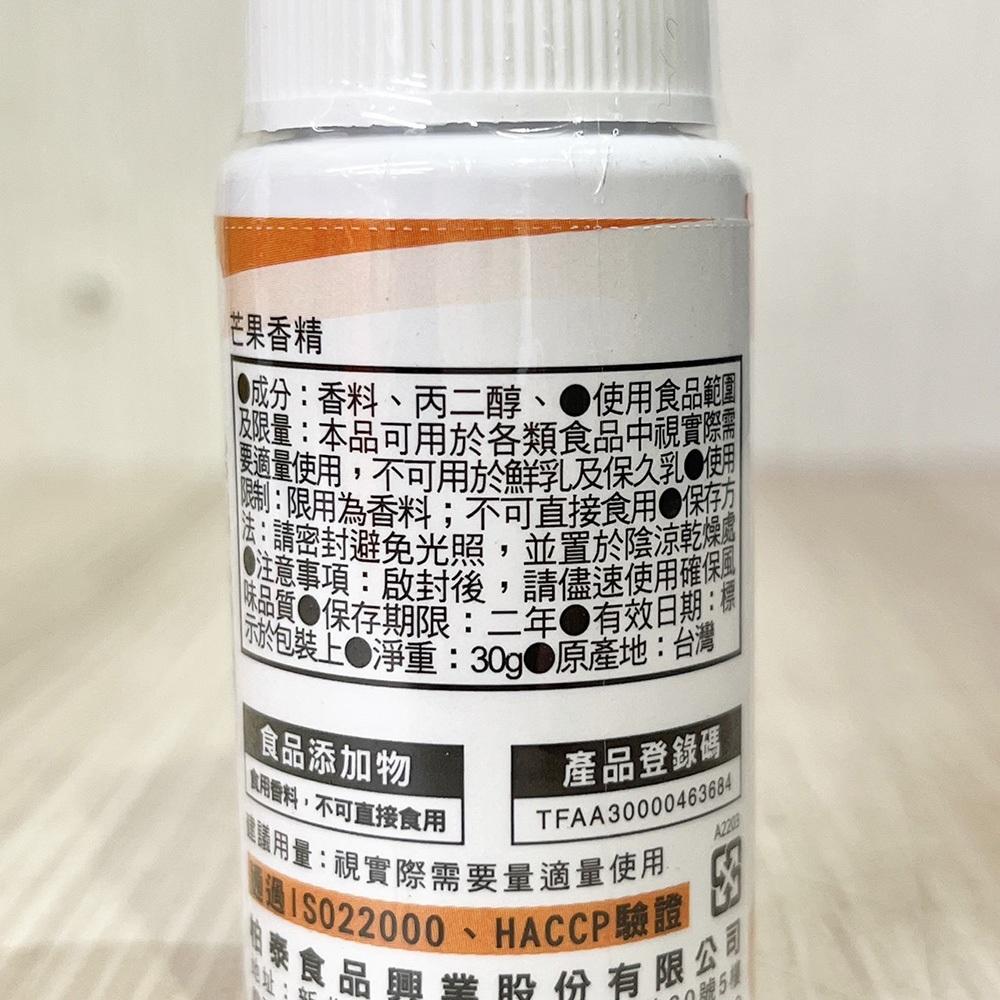 芒果香精
●成分：香料、丙二醇、●使用食品範圍
及限量：本品可用於各類食品中視實際需
要適量使用，不可用於鮮乳及保久乳●使用
限制：限用為香料；不可直接食用●保存方
法：請密封避免光照，並置於陰涼乾燥處
●注意事項：啟封後，請儘速使用確保風
味品質●保存期限：二年●有效日期：標
示於包裝上●淨重：30g●原產地：台灣
食品添加物
食用香料，不可直接食用
產品登錄碼
TFAA30000463684
A2203
建議用量：視實際需要量適量使用
通過ISO22000、HACCP驗證
柏泰食品興業股份有限公司
地址：新
號5樓